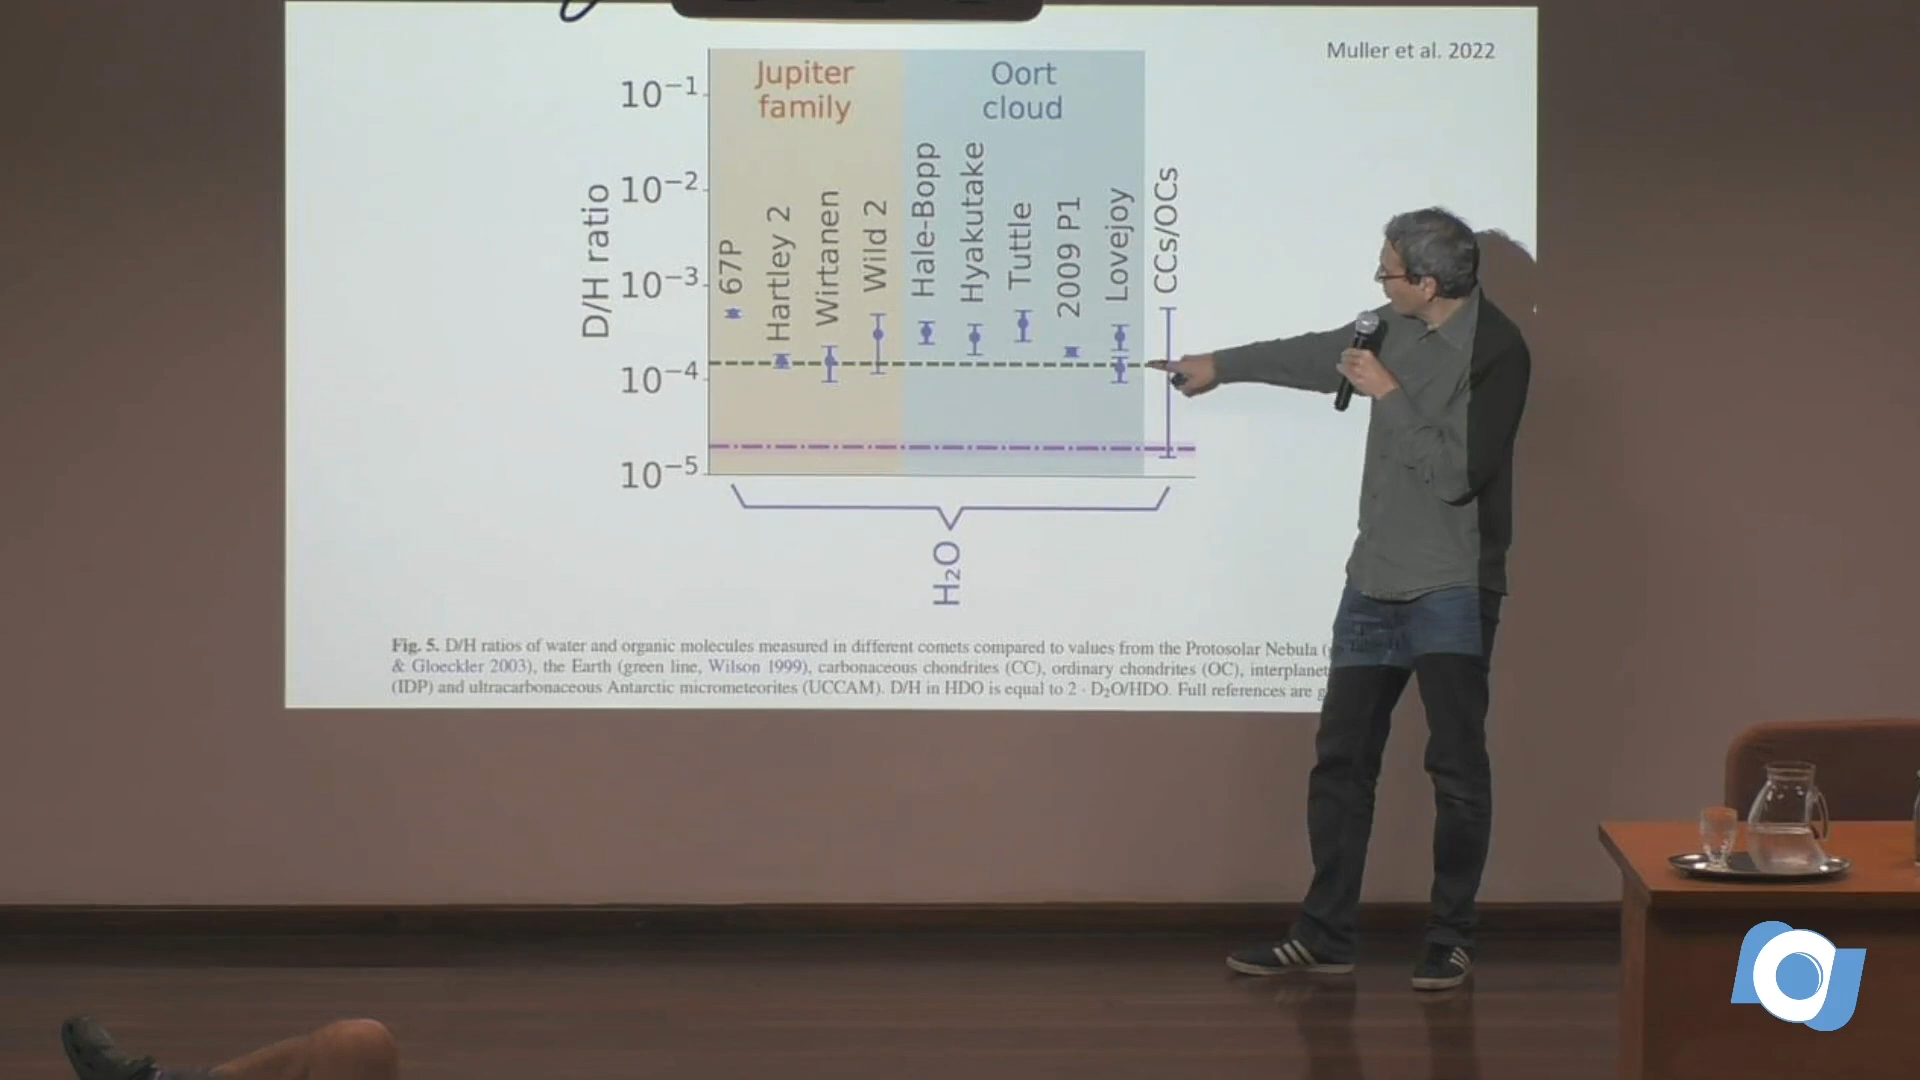 Muller et al. 2022
Jupiter
family
Oort
cloud
D/H ratio
10⁻¹
10⁻²
10⁻³
10⁻⁴
10⁻⁵
67P
Hartley 2
Wirtanen
Wild 2
Hale-Bopp
Hyakutake
Tuttle
2009 P1
Lovejoy
CCs/OCs
H₂O
Fig. 5. D/H ratios of water and organic molecules measured in different comets compared to values from the Protosolar Nebula
& Gloeckler 2003), the Earth (green line, Wilson 1999), carbonaceous chondrites (CC), ordinary chondrites (OC),
(IDP) and ultracarbonaceous Antarctic micrometeorites (UCCAM). D/H in HDO is equal to 2 · D₂O/HDO. Full references are